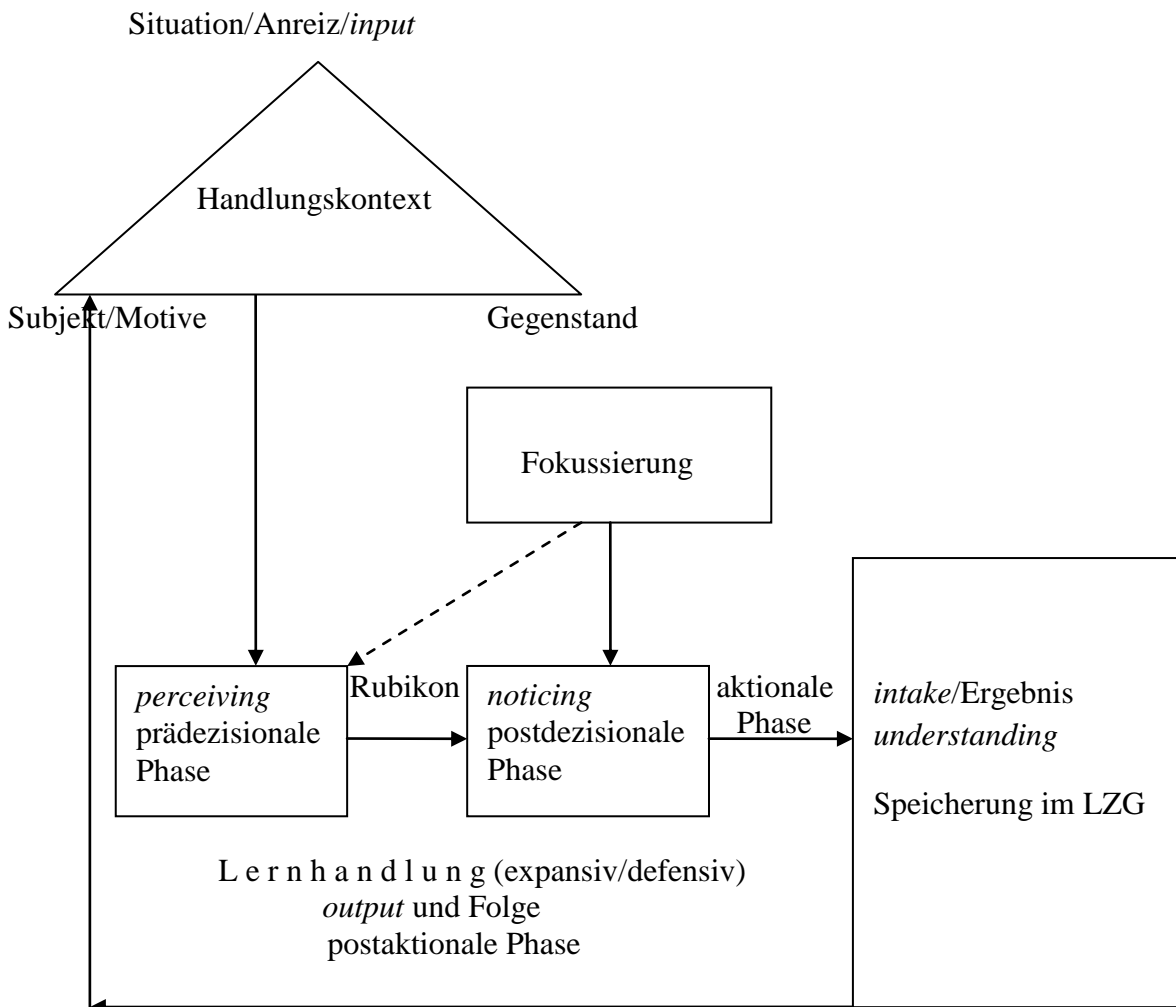 Situation/Anreiz/input
Handlungskontext
Subjekt/Motive
Gegenstand
Fokussierung
perceiving
prädezisionale
Phase
Rubikon
noticing
postdezisionale
Phase
aktionale
Phase
intake/Ergebnis
understanding
Speicherung im LZG
L e r n h a n d l u n g (expansiv/defensiv)
output und Folge
postaktionale Phase